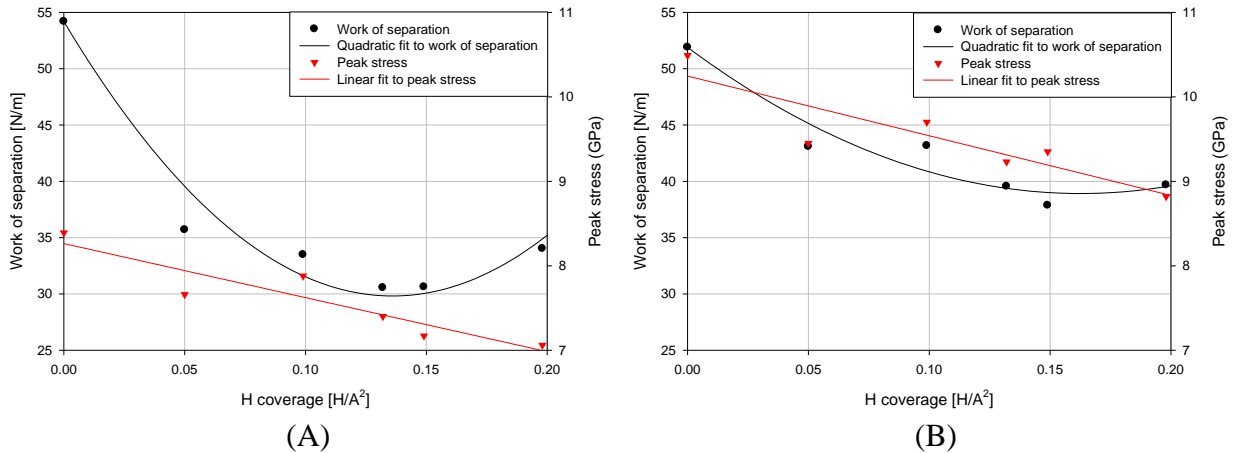 55
50
45
40
35
30
25
Work of separation [N/m]
11
10
9
8
7
Peak stress (GPa)
0.00
0.05
0.10
0.15
0.20
H coverage [H/A²]
Work of separation
Quadratic fit to work of separation
Peak stress
Linear fit to peak stress
(A)
55
50
45
40
35
30
25
Work of separation [N/m]
11
10
9
8
7
Peak stress (GPa)
0.00
0.05
0.10
0.15
0.20
H coverage [H/A²]
Work of separation
Quadratic fit to work of separation
Peak stress
Linear fit to peak stress
(B)